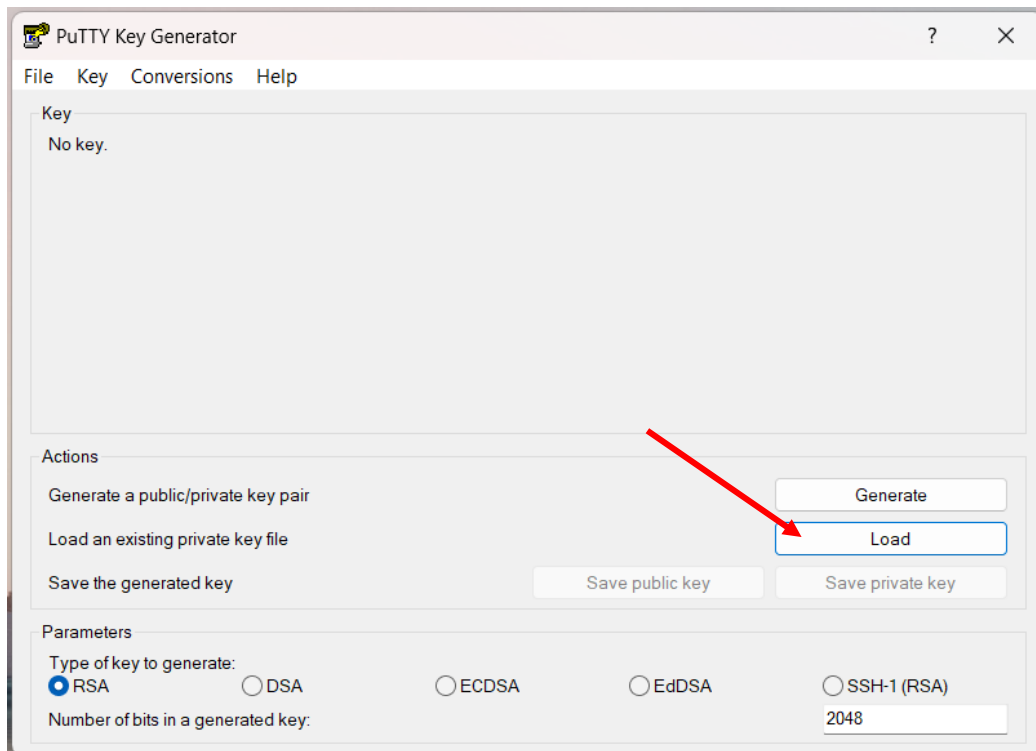 PuTTY Key Generator ?
File Key Conversions Help
Key
No key.
Actions
Generate a public/private key pair Generate
Load an existing private key file Load
Save the generated key Save public key Save private key
Parameters
Type of key to generate:
RSA DSA ECDSA EdDSA SSH-1 (RSA)
Number of bits in a generated key: 2048